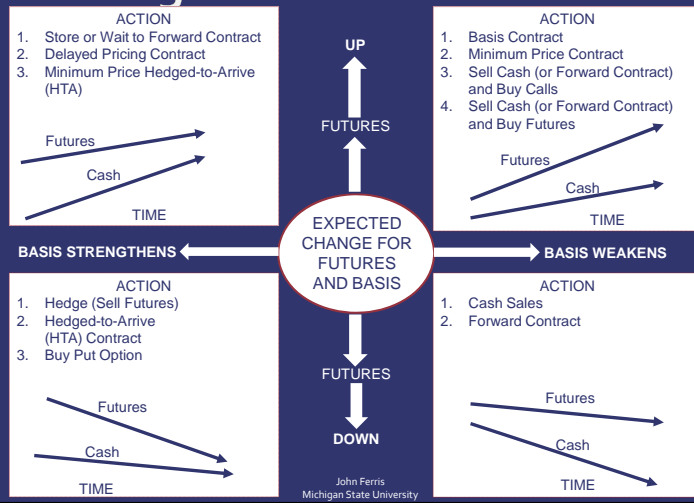 ACTION
1. Store or Wait to Forward Contract
2. Delayed Pricing Contract
3. Minimum Price Hedged-to-Arrive
(HTA)
Futures
Cash
TIME
UP
FUTURES
ACTION
1. Basis Contract
2. Minimum Price Contract
3. Sell Cash (or Forward Contract)
and Buy Calls
4. Sell Cash (or Forward Contract)
and Buy Futures
Futures
Cash
TIME
BASIS STRENGTHENS
EXPECTED
CHANGE FOR
FUTURES
AND BASIS
BASIS WEAKENS
ACTION
1. Hedge (Sell Futures)
2. Hedged-to-Arrive
(HTA) Contract
3. Buy Put Option
Futures
Cash
TIME
FUTURES
DOWN
John Ferris
Michigan State University
ACTION
1. Cash Sales
2. Forward Contract
Futures
Cash
TIME